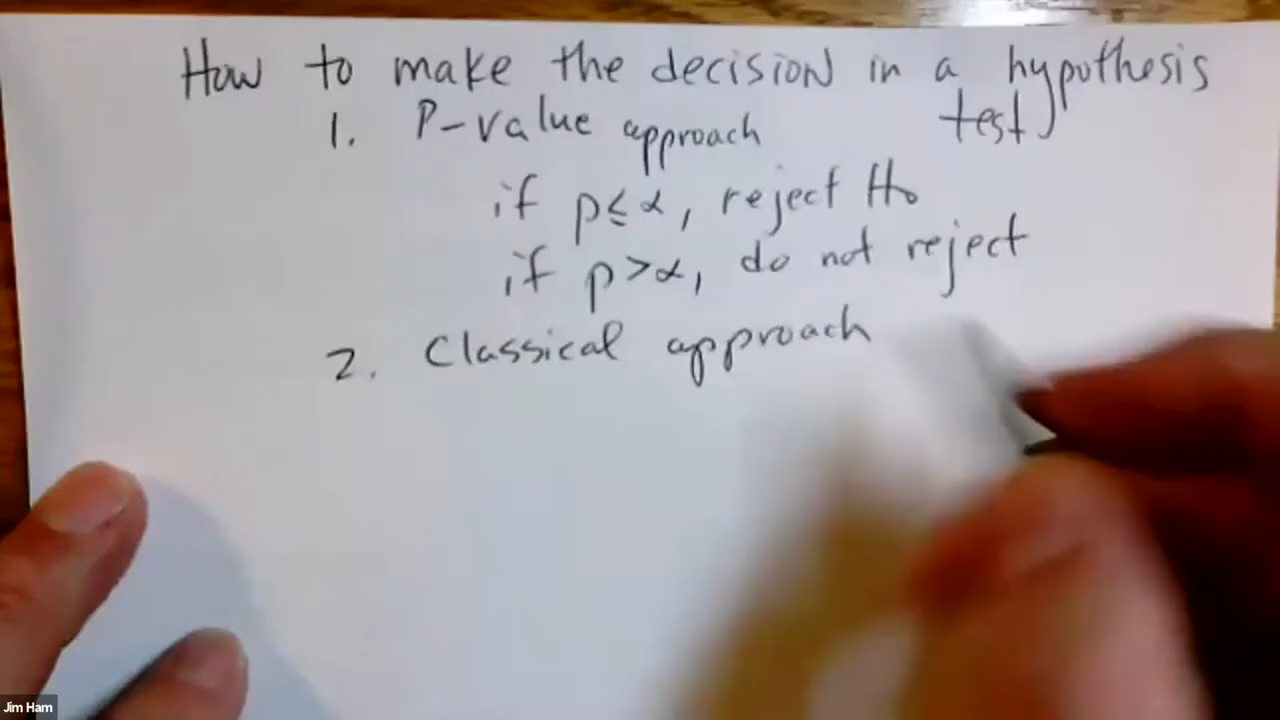 How to make the decision in a hypothesis
test
1. P-value approach
if p≤α, reject H₀
if p>α, do not reject
2. Classical approach
Jim Ham